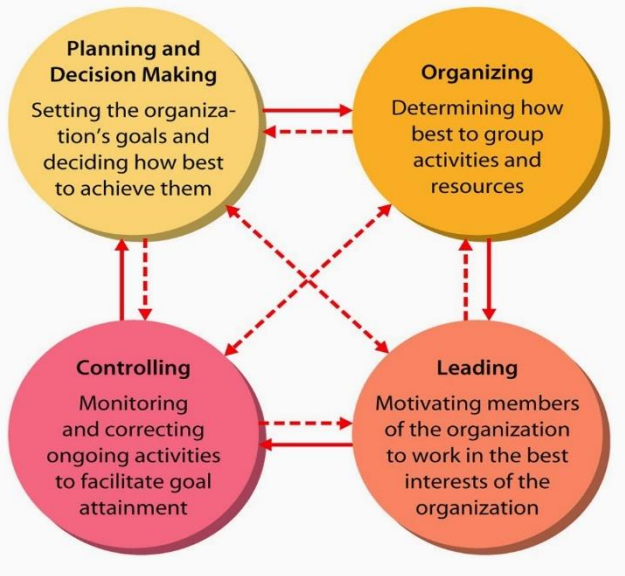 Planning and
Decision Making
Setting the organiza-
tion's goals and
deciding how best
to achieve them
Organizing
Determining how
best to group
activities and
resources
Controlling
Monitoring
and correcting
ongoing activities
to facilitate goal
attainment
Leading
Motivating members
of the organization
to work in the best
interests of the
organization